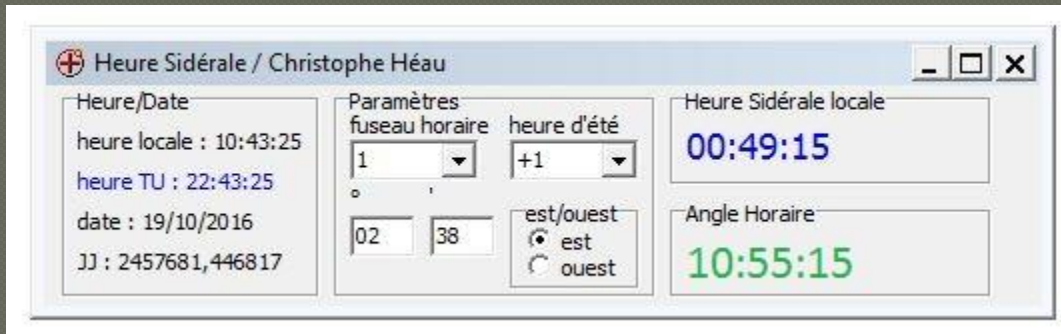 Heure Sidérale / Christophe Héau
Heure/Date
heure locale : 10:43:25
heure TU : 22:43:25
date : 19/10/2016
JJ : 2457681,446817
Paramètres
fuseau horaire heure d'été
1 +1
° '
02 38
est/ouest
est
ouest
Heure Sidérale locale
00:49:15
Angle Horaire
10:55:15